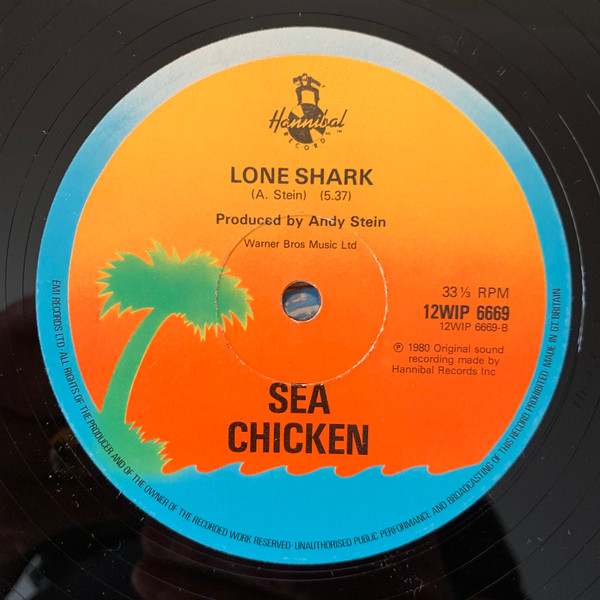 Hannibal
RECORDS
TM
LONE SHARK
(A. Stein) (5.37)
Produced by Andy Stein
Warner Bros Music Ltd
33⅓ RPM
12WIP 6669
12WIP 6669-B
℗ 1980 Original sound
recording made by
Hannibal Records Inc
SEA
CHICKEN
EMI RECORDS LTD. ALL RIGHTS OF THE PRODUCER AND OF THE OWNER OF THE RECORDED WORK RESERVED · UNAUTHORISED PUBLIC PERFORMANCE AND BROADCASTING OF THIS RECORD PROHIBITED. MADE IN GT. BRITAIN